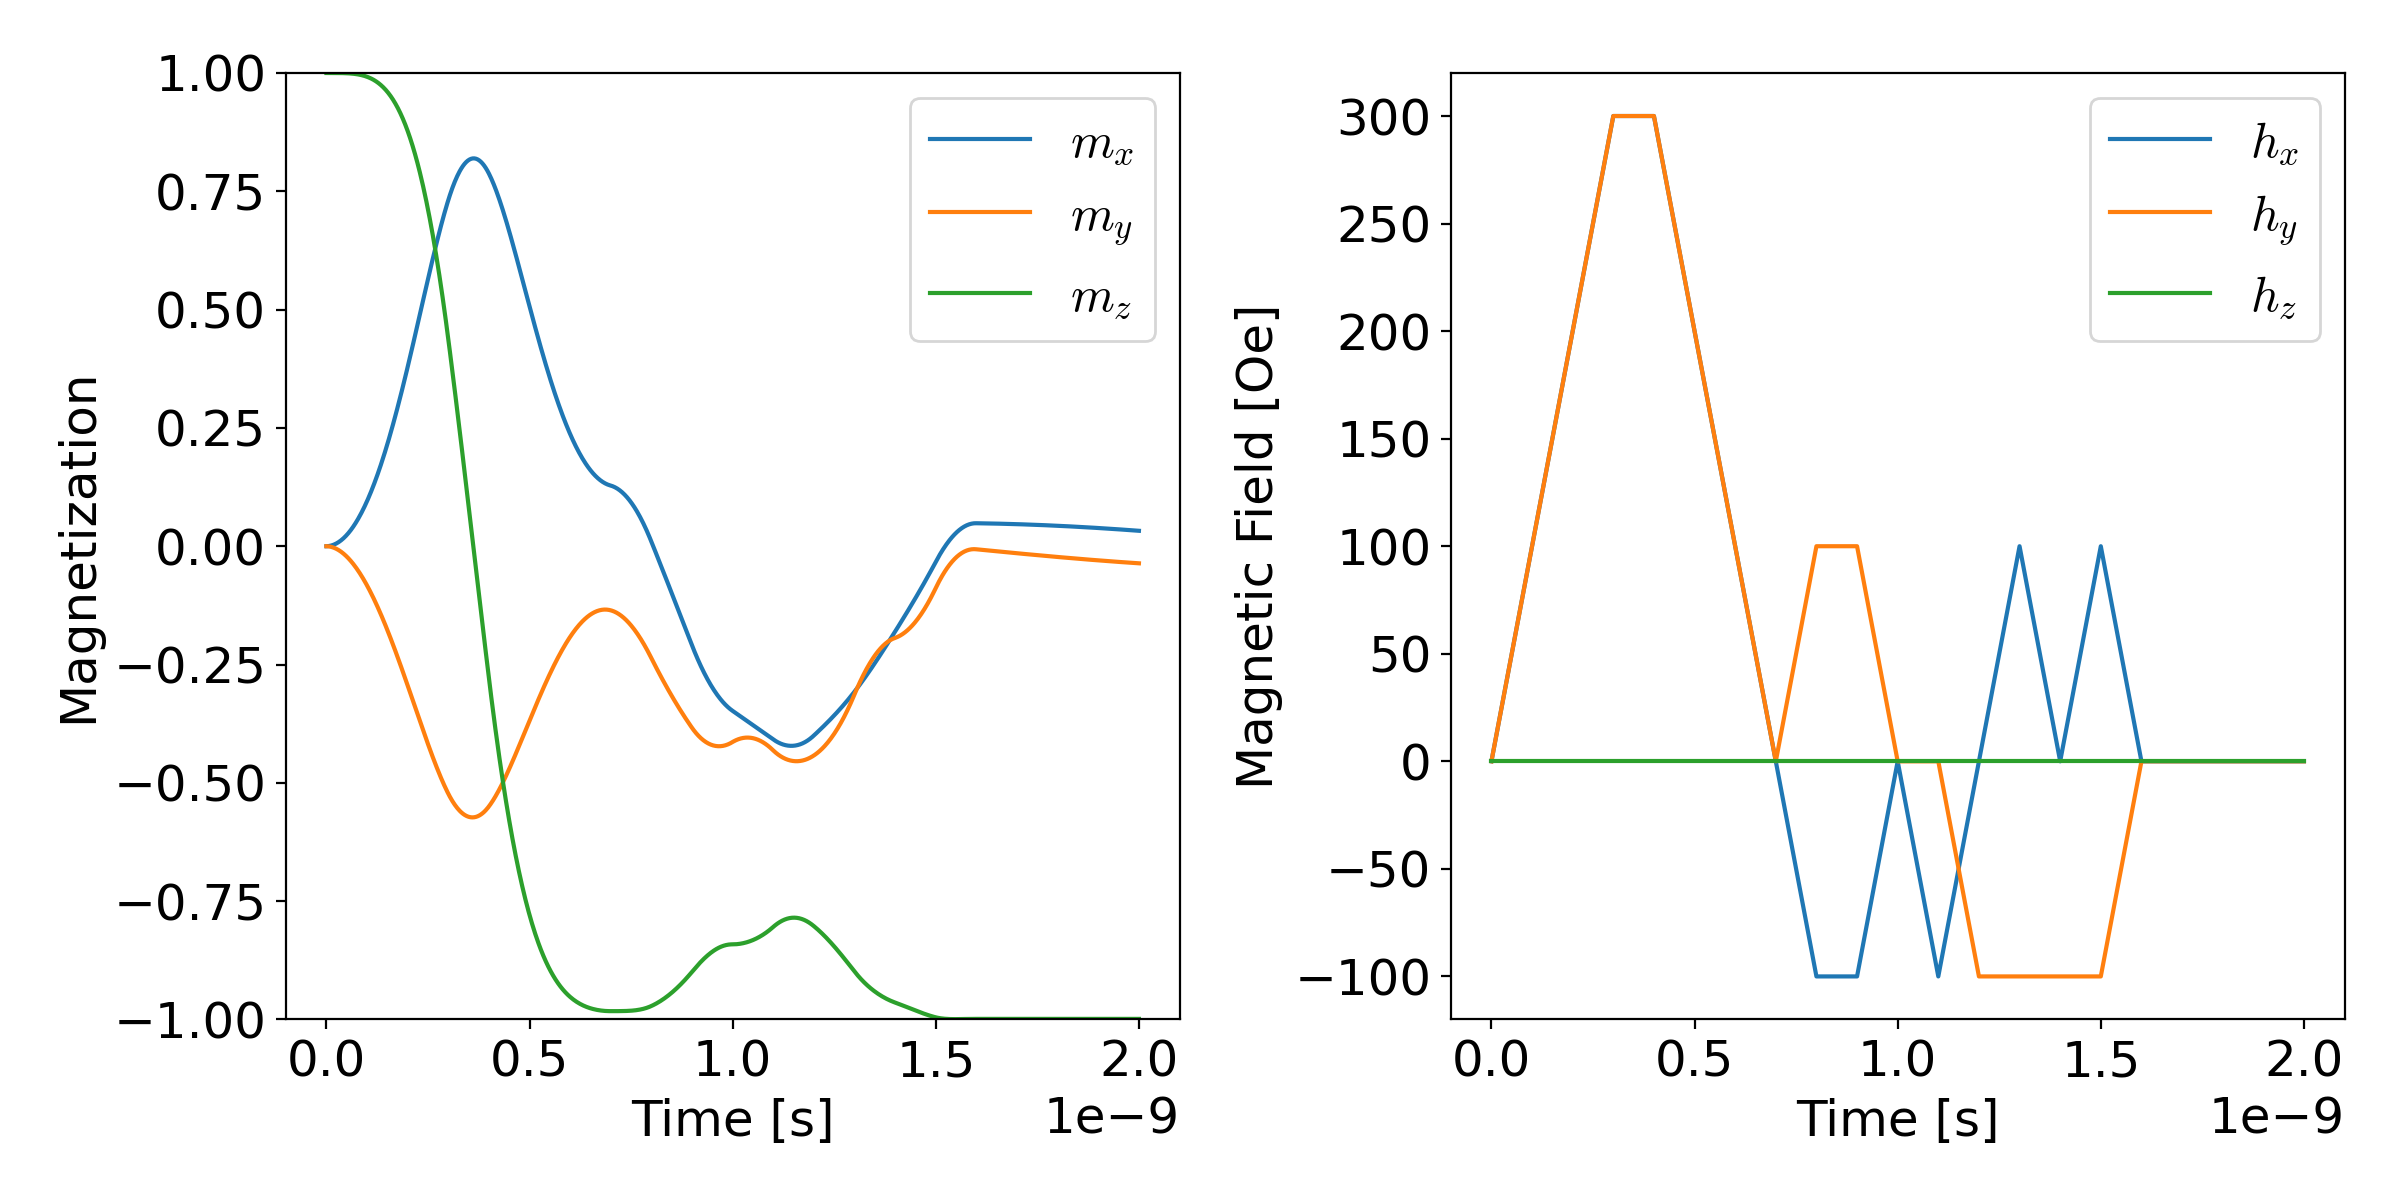 Magnetization
1.00
0.75
0.50
0.25
0.00
−0.25
−0.50
−0.75
−1.00
0.0 0.5 1.0 1.5 2.0
Time [s]
1e−9
m_x
m_y
m_z
Magnetic Field [Oe]
300
250
200
150
100
50
0
−50
−100
0.0 0.5 1.0 1.5 2.0
Time [s]
1e−9
h_x
h_y
h_z